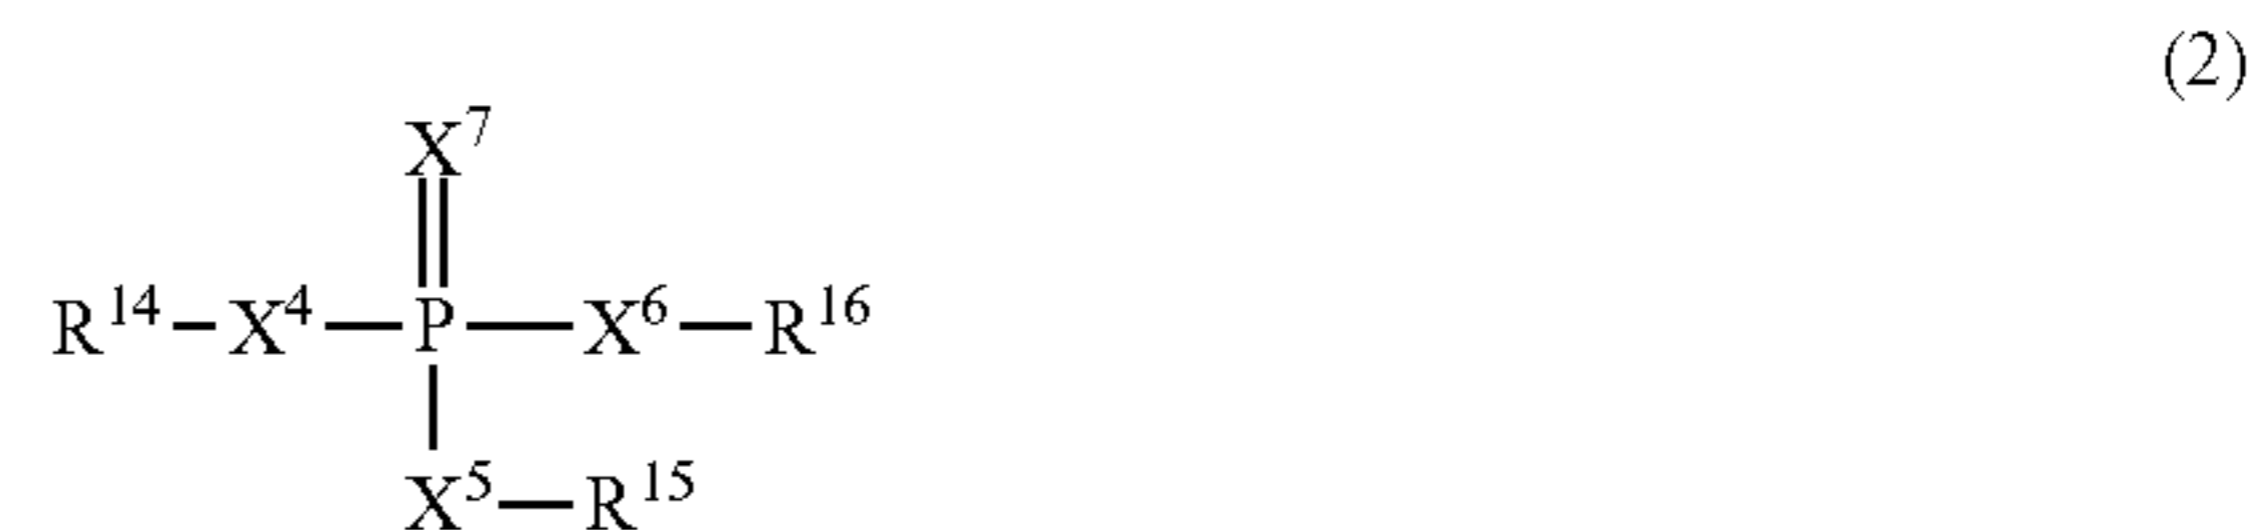 (2)
X⁷
R¹⁴ – X⁴ — P — X⁶ — R¹⁶
X⁵ — R¹⁵